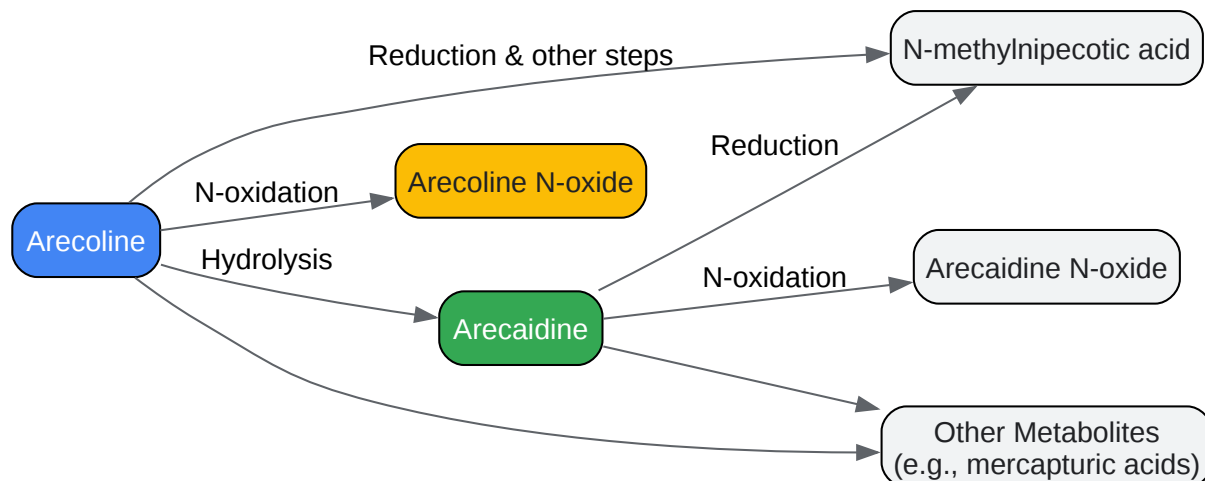 Reduction & other steps
N-methylnipecotic acid
Reduction
N-oxidation
Arecoline N-oxide
Arecoline
Hydrolysis
N-oxidation
Arecaidine N-oxide
Arecaidine
Other Metabolites
(e.g., mercapturic acids)